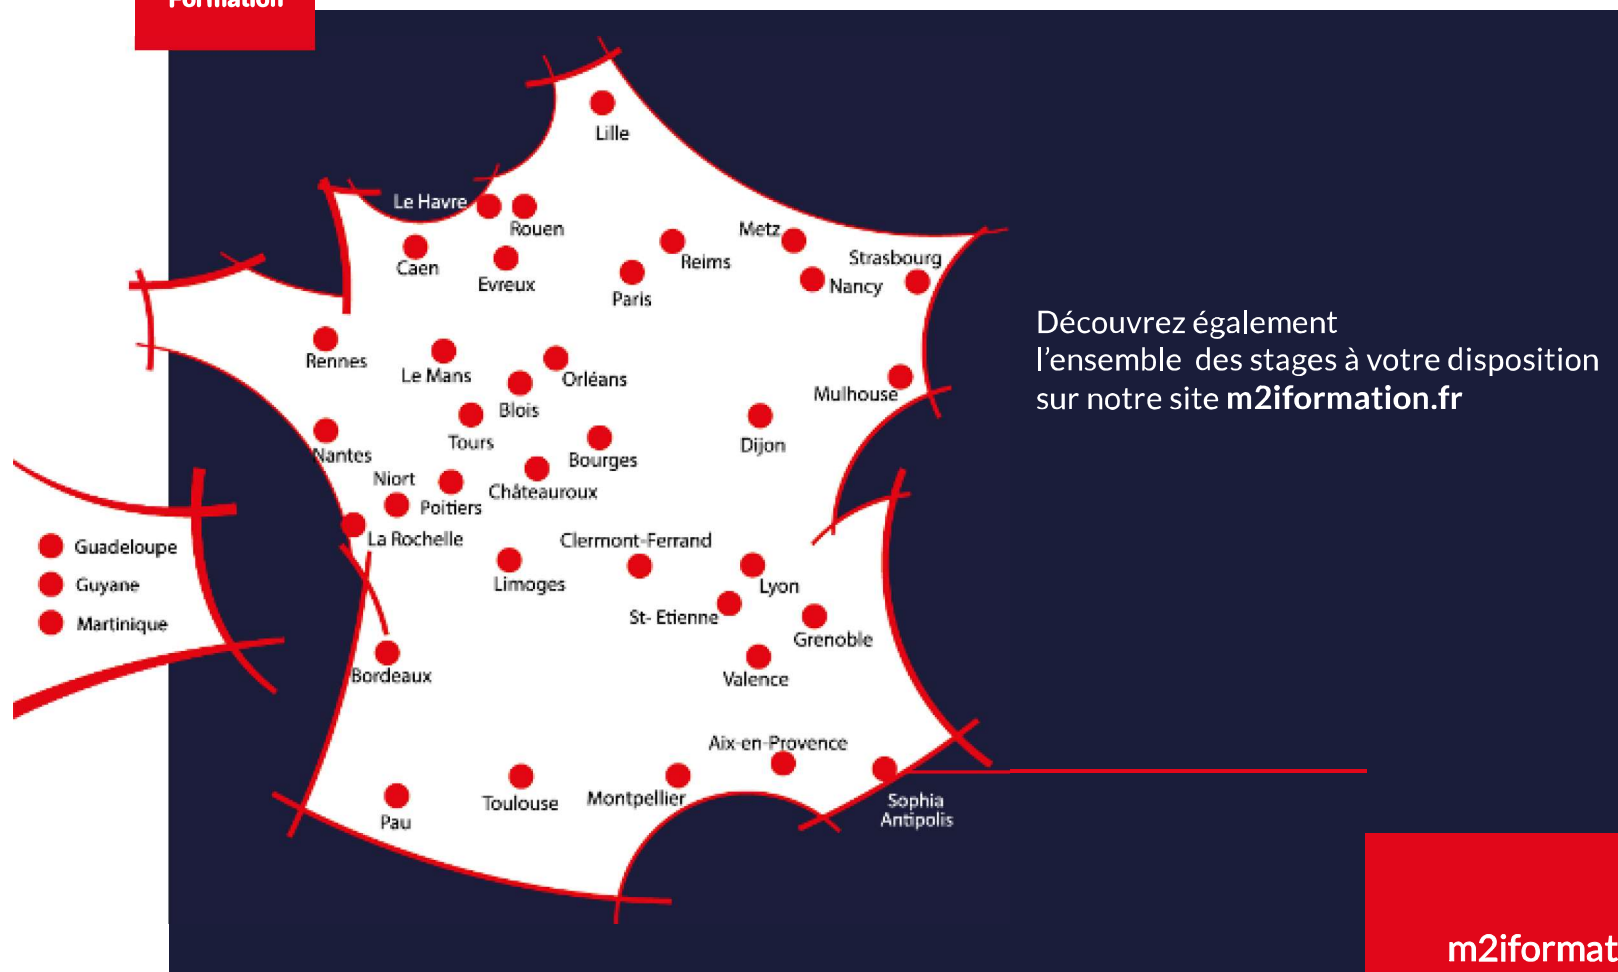 Formation
Lille
Le Havre
Rouen
Caen
Evreux
Metz
Reims
Strasbourg
Nancy
Paris
Découvrez également
l'ensemble des stages à votre disposition
sur notre site m2iformation.fr
Rennes
Le Mans
Orléans
Blois
Mulhouse
Tours
Nantes
Bourges
Dijon
Niort
Châteauroux
Poitiers
La Rochelle
Clermont-Ferrand
Guadeloupe
Guyane
Martinique
Limoges
Lyon
St- Etienne
Grenoble
Bordeaux
Valence
Aix-en-Provence
Toulouse
Montpellier
Pau
Sophia
Antipolis
m2iformat